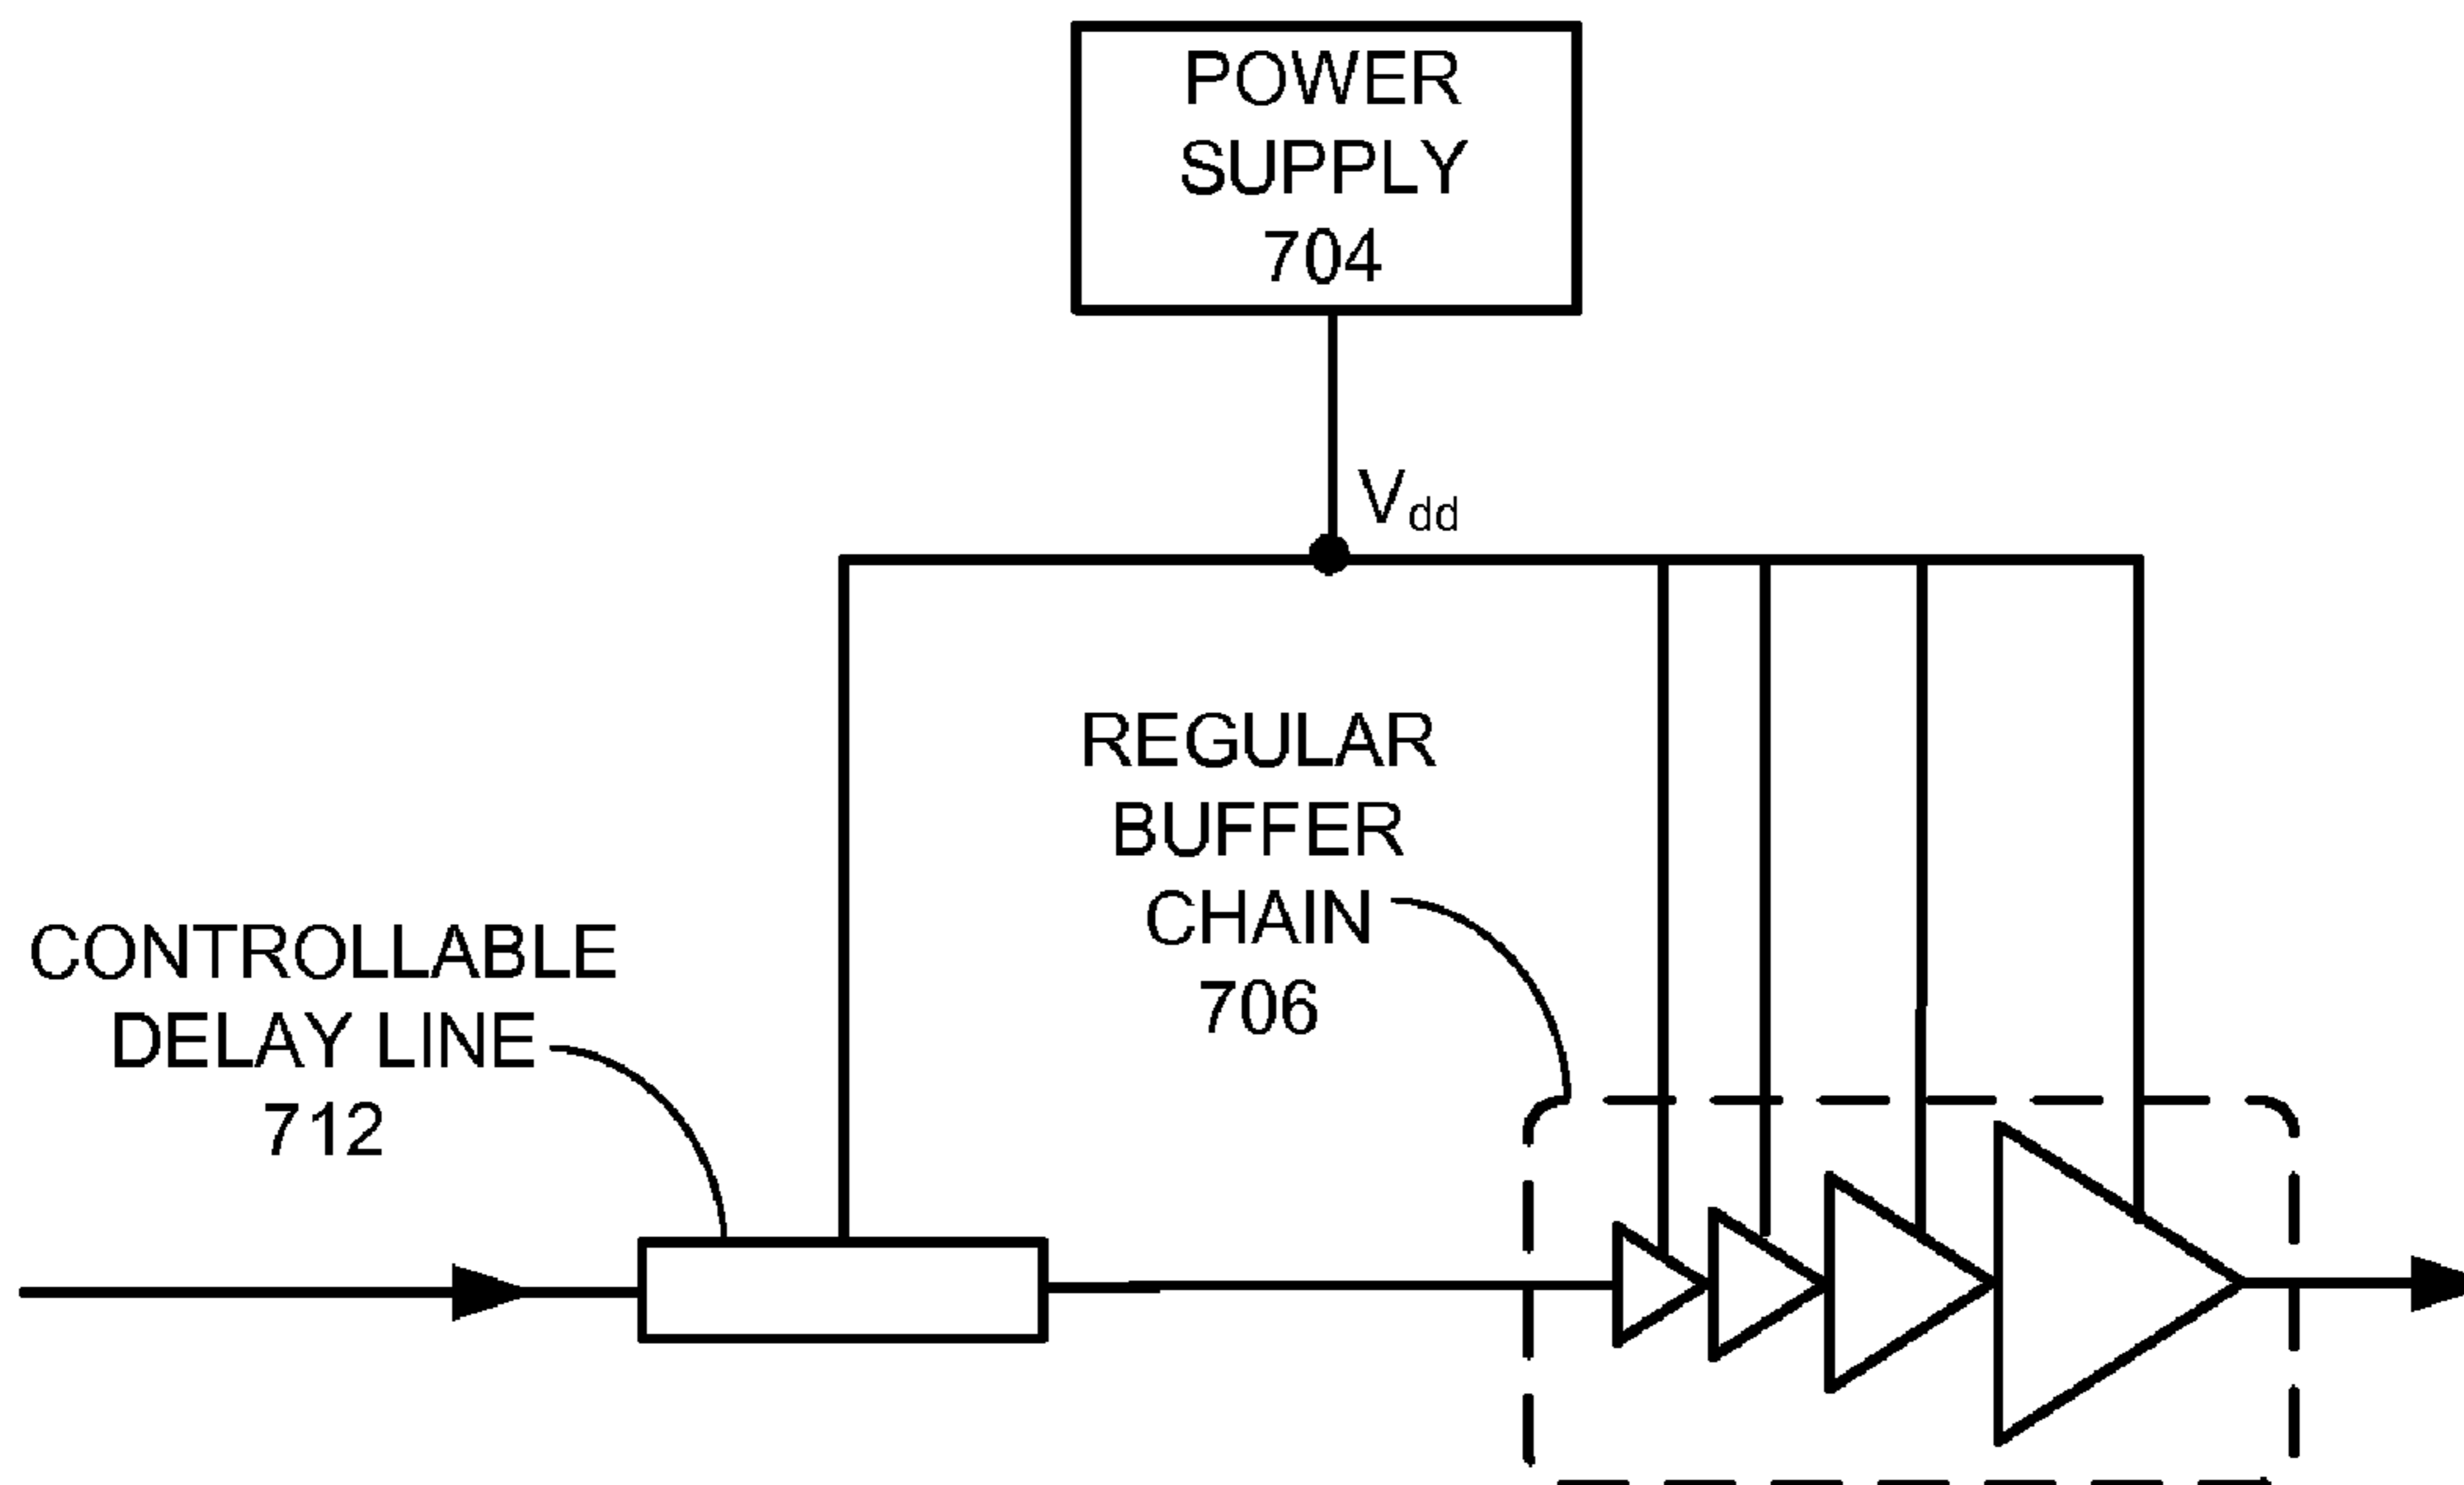 POWER
SUPPLY
704
Vdd
REGULAR
BUFFER
CHAIN
706
CONTROLLABLE
DELAY LINE
712